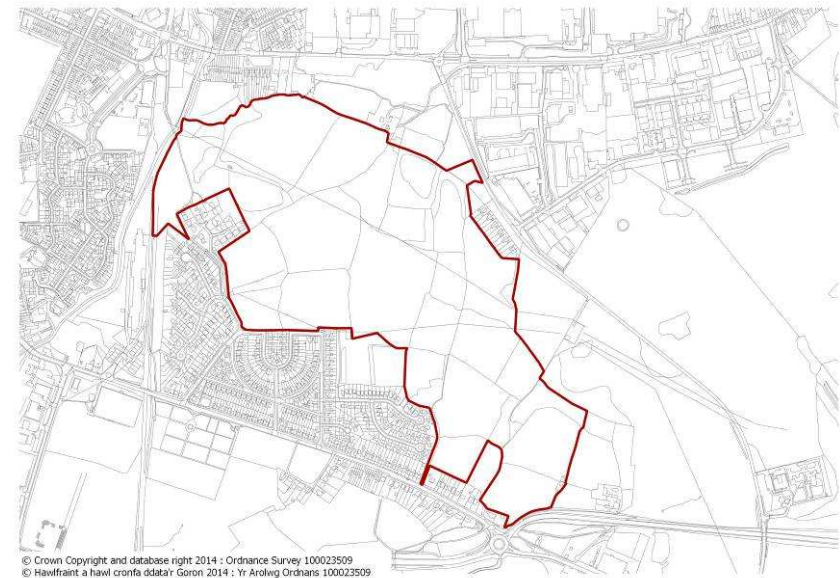 © Crown Copyright and database right 2014 : Ordnance Survey 100023509
© Hawlfraint a hawl cronfa ddata'r Goron 2014 : Yr Arolwg Ordnans 100023509